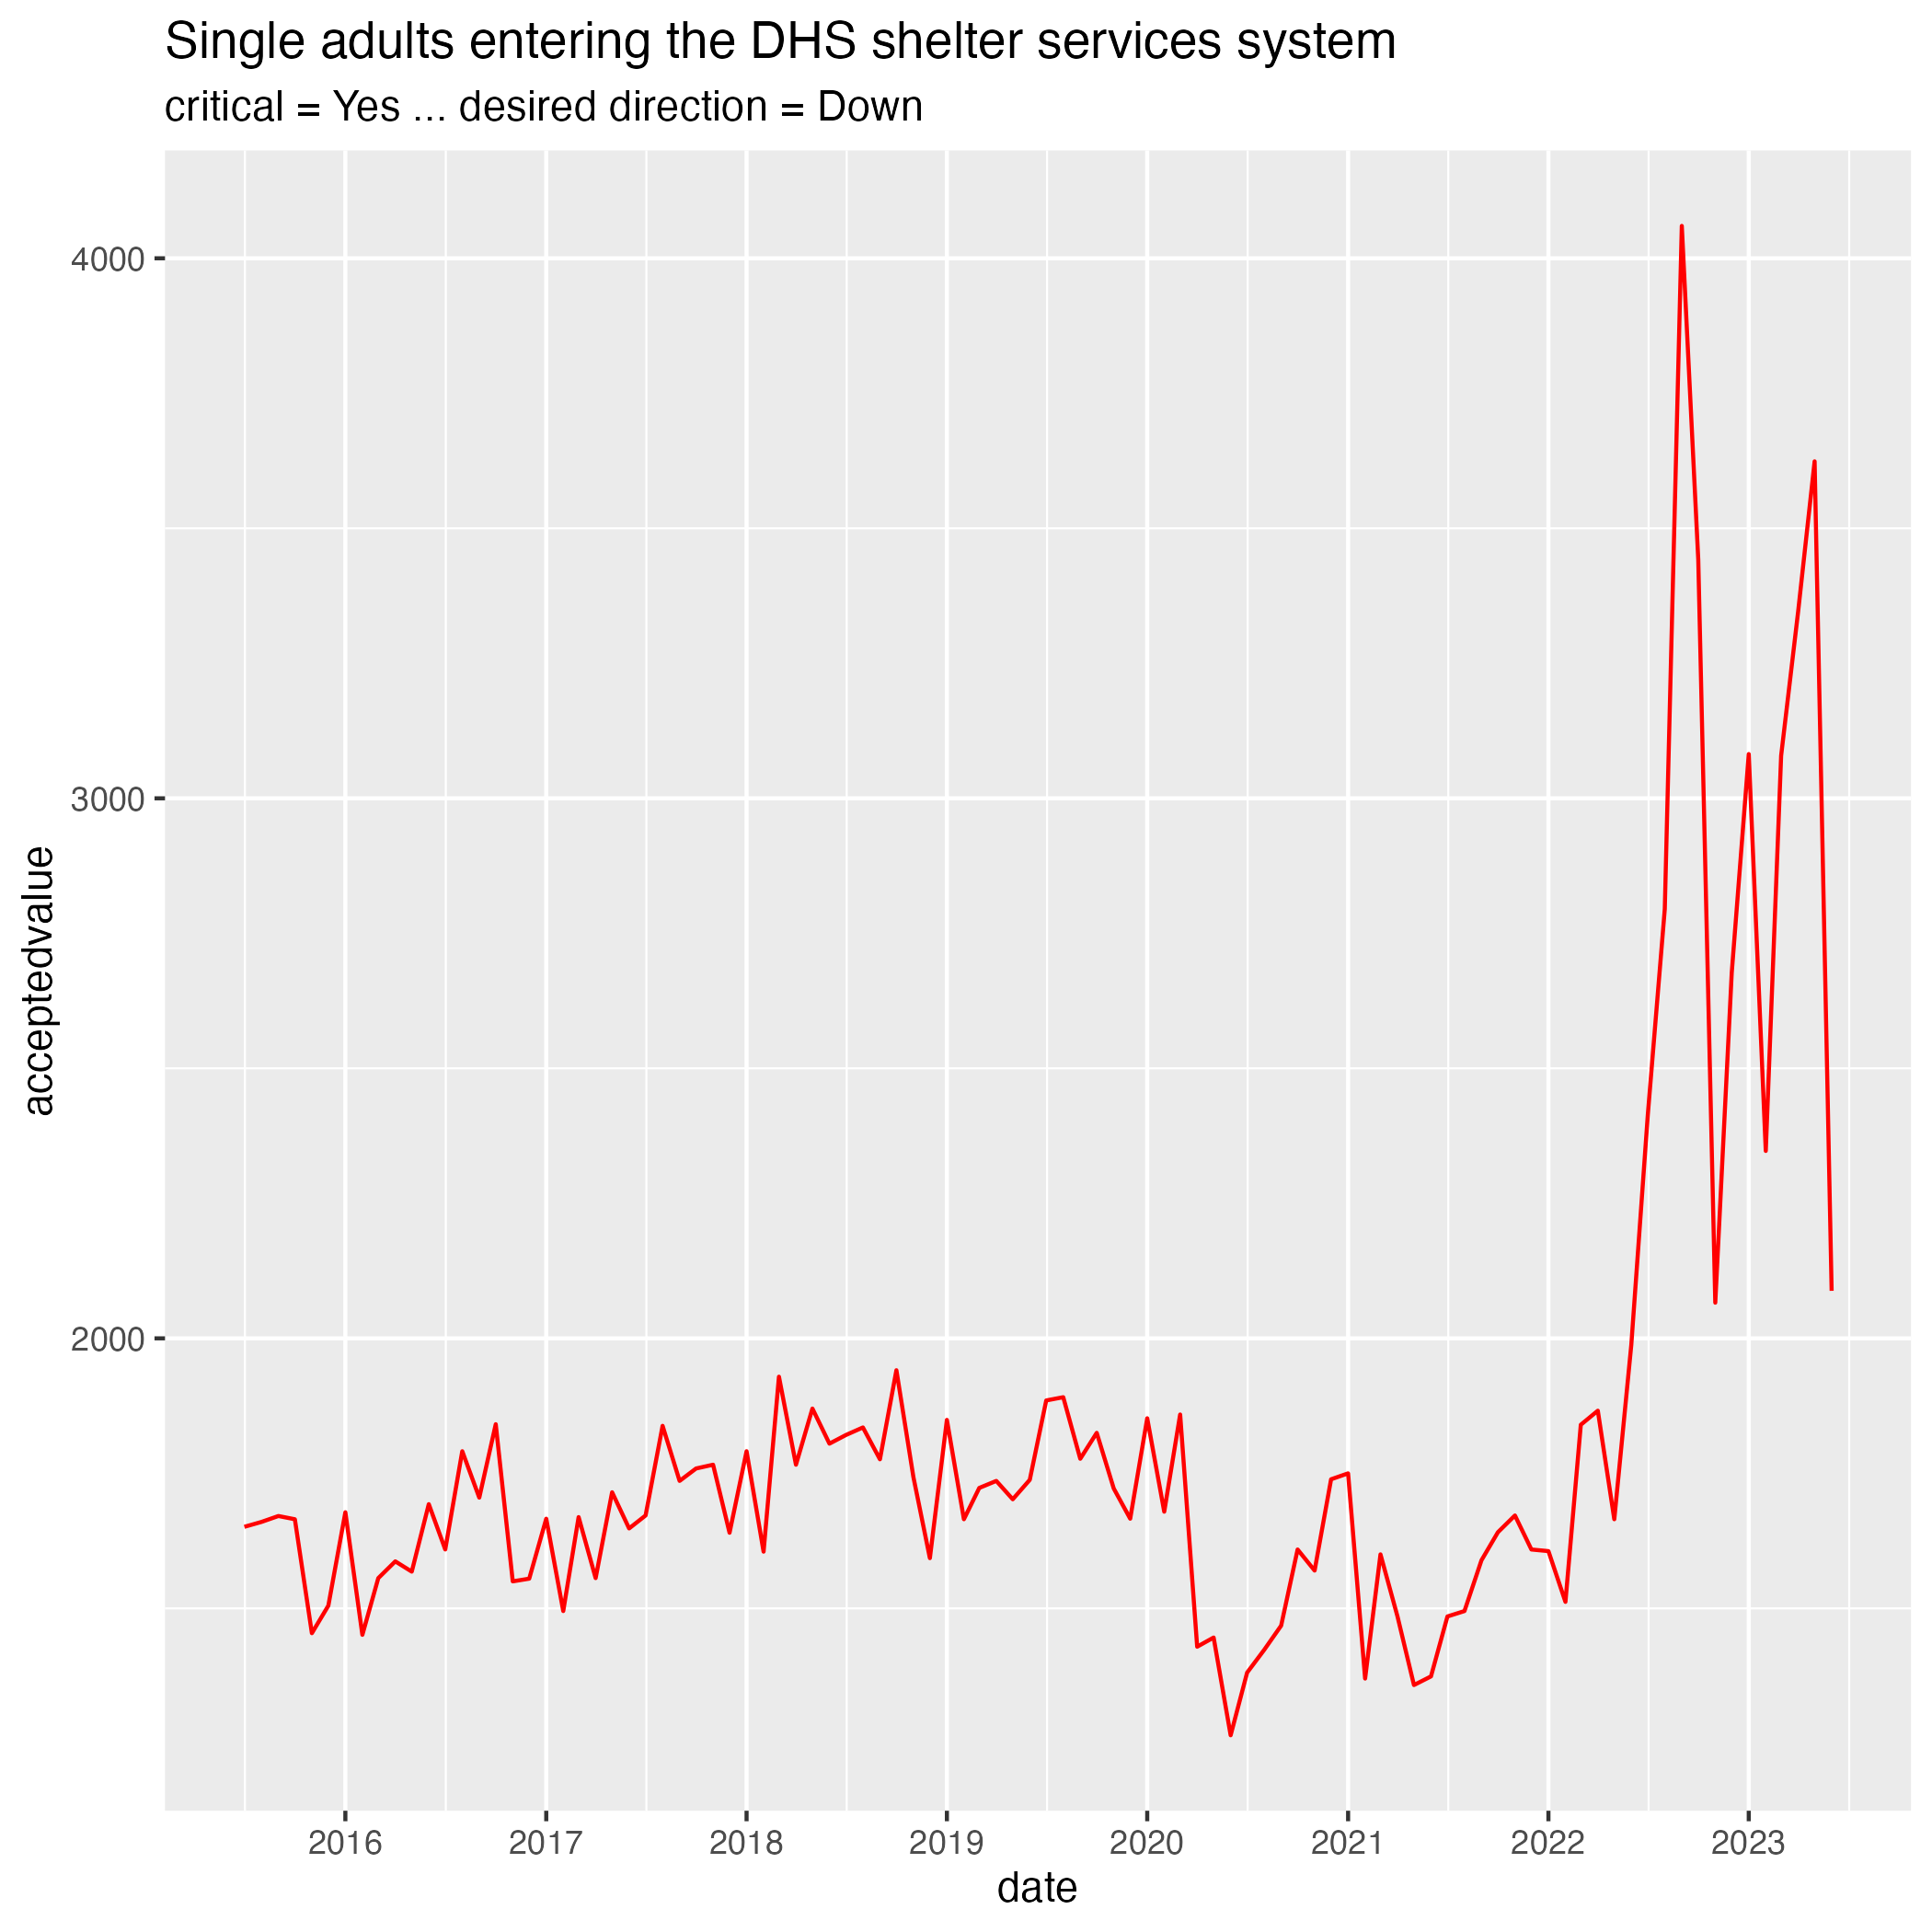 Single adults entering the DHS shelter services system
critical = Yes ... desired direction = Down
acceptedvalue
4000
3000
2000
2016 2017 2018 2019 2020 2021 2022 2023
date